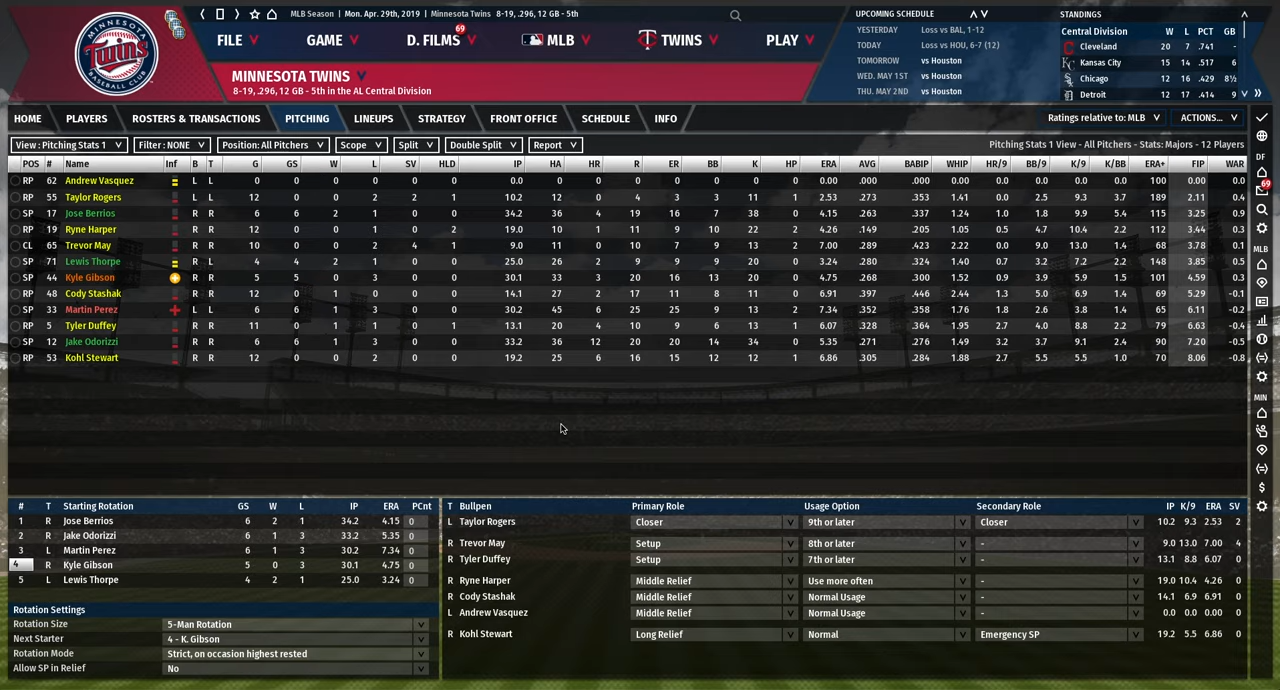 MLB Season | Mon. Apr. 29th, 2019 | Minnesota Twins 8-19, .296, 12 GB - 5th
FILE GAME D. FILMS 69 MLB TWINS PLAY
MINNESOTA TWINS
8-19, .296, 12 GB - 5th in the AL Central Division
MINNESOTA Twins BASEBALL CLUB
UPCOMING SCHEDULE
YESTERDAY Loss vs BAL, 1-12
TODAY Loss vs HOU, 6-7 (12)
TOMORROW vs Houston
WED. MAY 1ST vs Houston
THU. MAY 2ND vs Houston
STANDINGS
Central Division W L PCT GB
Cleveland 20 7 .741 -
Kansas City 15 14 .517 6
Chicago 12 16 .429 8½
Detroit 12 17 .414 9
HOME PLAYERS ROSTERS & TRANSACTIONS PITCHING LINEUPS STRATEGY FRONT OFFICE SCHEDULE INFO Ratings relative to: MLB ACTIONS...
View : Pitching Stats 1 Filter : NONE Position: All Pitchers Scope Split Double Split Report Pitching Stats 1 View - All Pitchers - Stats: Majors - 12 Players
POS # Name Inf B T G GS W L SV HLD IP HA HR R ER BB K HP ERA AVG BABIP WHIP HR/9 BB/9 K/9 K/BB ERA+ FIP WAR
RP 62 Andrew Vasquez L L 0 0 0 0 0 0 0.0 0 0 0 0 0 0 0 0.00 .000 .000 0.00 0.0 0.0 0.0 0.0 100 0.00 0.0
RP 55 Taylor Rogers L L 12 0 0 2 2 1 10.2 12 0 4 3 3 11 1 2.53 .273 .353 1.41 0.0 2.5 9.3 3.7 189 2.11 0.4
SP 17 Jose Berrios R R 6 6 2 1 0 0 34.2 36 4 19 16 7 38 0 4.15 .263 .337 1.24 1.0 1.8 9.9 5.4 115 3.25 0.9
RP 19 Ryne Harper R R 12 0 1 0 0 2 19.0 10 1 11 9 10 22 2 4.26 .149 .205 1.05 0.5 4.7 10.4 2.2 112 3.44 0.3
CL 65 Trevor May R R 10 0 0 2 4 1 9.0 11 0 10 7 9 13 2 7.00 .289 .423 2.22 0.0 9.0 13.0 1.4 68 3.78 0.1
SP 71 Lewis Thorpe R L 4 4 2 1 0 0 25.0 26 2 9 9 9 20 0 3.24 .280 .324 1.40 0.7 3.2 7.2 2.2 148 3.85 0.5
SP 44 Kyle Gibson R R 5 5 0 3 0 0 30.1 33 3 20 16 13 20 0 4.75 .268 .300 1.52 0.9 3.9 5.9 1.5 101 4.59 0.3
RP 48 Cody Stashak R R 12 0 1 0 0 0 14.1 27 2 17 11 8 11 0 6.91 .397 .446 2.44 1.3 5.0 6.9 1.4 69 5.29 -0.1
SP 33 Martin Perez L L 6 6 1 3 0 0 30.2 45 6 25 25 9 13 2 7.34 .352 .358 1.76 1.8 2.6 3.8 1.4 65 6.11 -0.2
RP 5 Tyler Duffey R R 11 0 1 1 0 1 13.1 20 4 10 9 6 13 1 6.07 .328 .364 1.95 2.7 4.0 8.8 2.2 79 6.63 -0.4
SP 12 Jake Odorizzi R R 6 6 1 3 0 0 33.2 36 12 20 20 14 34 0 5.35 .271 .276 1.49 3.2 3.7 9.1 2.4 90 7.20 -0.5
RP 53 Kohl Stewart R R 12 0 0 2 0 0 19.2 25 6 16 15 12 12 1 6.86 .305 .284 1.88 2.7 5.5 5.5 1.0 70 8.06 -0.8
# T Starting Rotation GS W L IP ERA PCnt
1 R Jose Berrios 6 2 1 34.2 4.15 0
2 R Jake Odorizzi 6 1 3 33.2 5.35 0
3 L Martin Perez 6 1 3 30.2 7.34 0
4 R Kyle Gibson 5 0 3 30.1 4.75 0
5 L Lewis Thorpe 4 2 1 25.0 3.24 0
Rotation Settings
Rotation Size 5-Man Rotation
Next Starter 4 - K. Gibson
Rotation Mode Strict, on occasion highest rested
Allow SP in Relief No
T Bullpen Primary Role Usage Option Secondary Role IP K/9 ERA SV
L Taylor Rogers Closer 9th or later Closer 10.2 9.3 2.53 2
R Trevor May Setup 8th or later - 9.0 13.0 7.00 4
R Tyler Duffey Setup 7th or later - 13.1 8.8 6.07 0
R Ryne Harper Middle Relief Use more often - 19.0 10.4 4.26 0
R Cody Stashak Middle Relief Normal Usage - 14.1 6.9 6.91 0
L Andrew Vasquez Middle Relief Normal Usage - 0.0 0.0 0.00 0
R Kohl Stewart Long Relief Normal Emergency SP 19.2 5.5 6.86 0
DF
69
MLB
MIN